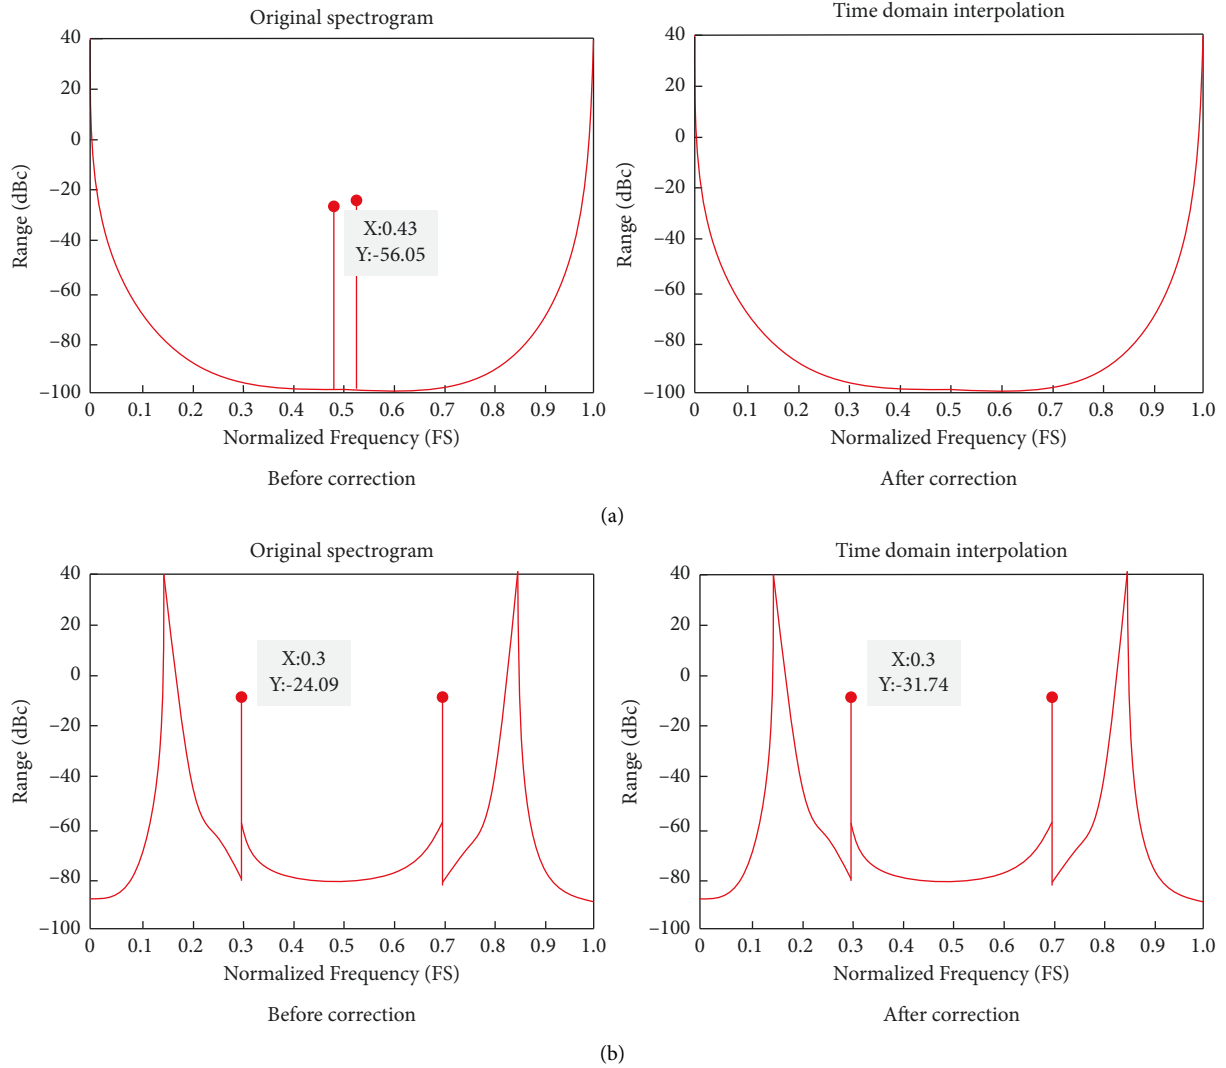 Original spectrogram
40
20
0
−20
−40
−60
−80
−100
Range (dBc)
X:0.43
Y:-56.05
0 0.1 0.2 0.3 0.4 0.5 0.6 0.7 0.8 0.9 1.0
Normalized Frequency (FS)
Before correction
Time domain interpolation
40
20
0
−20
−40
−60
−80
−100
Range (dBc)
0 0.1 0.2 0.3 0.4 0.5 0.6 0.7 0.8 0.9 1.0
Normalized Frequency (FS)
After correction
(a)
Original spectrogram
40
20
0
−20
−40
−60
−80
−100
Range (dBc)
X:0.3
Y:-24.09
0 0.1 0.2 0.3 0.4 0.5 0.6 0.7 0.8 0.9 1.0
Normalized Frequency (FS)
Before correction
Time domain interpolation
40
20
0
−20
−40
−60
−80
−100
Range (dBc)
X:0.3
Y:-31.74
0 0.1 0.2 0.3 0.4 0.5 0.6 0.7 0.8 0.9 1.0
Normalized Frequency (FS)
After correction
(b)